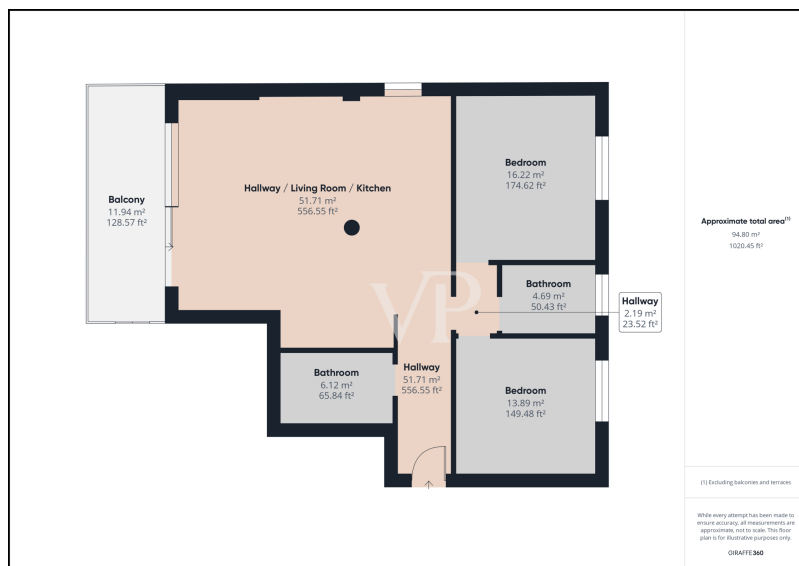 Balcony
11.94 m²
128.57 ft²
Hallway / Living Room / Kitchen
51.71 m²
556.55 ft²
Bedroom
16.22 m²
174.62 ft²
Bathroom
4.69 m²
50.43 ft²
Hallway
2.19 m²
23.52 ft²
VP
Bathroom
6.12 m²
65.84 ft²
Hallway
51.71 m²
556.55 ft²
Bedroom
13.89 m²
149.48 ft²
Approximate total area(1)
94.80 m²
1020.45 ft²
(1) Excluding balconies and terraces
While every attempt has been made to
ensure accuracy, all measurements are
approximate, not to scale. This floor
plan is for illustrative purposes only.
GIRAFFE360